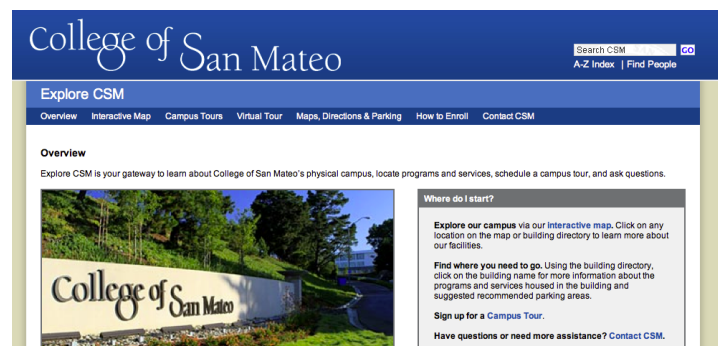 College of San Mateo
Search CSM GO
A-Z Index | Find People
Explore CSM
Overview Interactive Map Campus Tours Virtual Tour Maps, Directions & Parking How to Enroll Contact CSM
Overview
Explore CSM is your gateway to learn about College of San Mateo's physical campus, locate programs and services, schedule a campus tour, and ask questions.
College of San Mateo
Where do I start?
Explore our campus via our interactive map. Click on any
location on the map or building directory to learn more about
our facilities.
Find where you need to go. Using the building directory,
click on the building name for more information about the
programs and services housed in the building and
suggested recommended parking areas.
Sign up for a Campus Tour.
Have questions or need more assistance? Contact CSM.